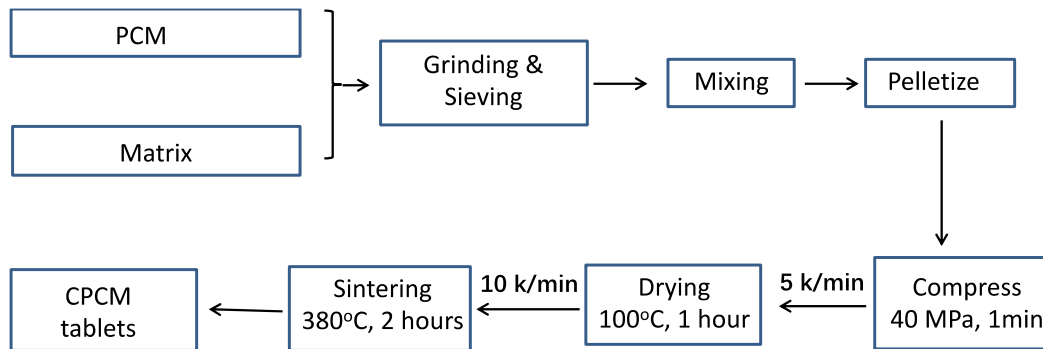 PCM
Matrix
Grinding &
Sieving
Mixing
Pelletize
Compress
40 MPa, 1min
5 k/min
Drying
100°C, 1 hour
10 k/min
Sintering
380°C, 2 hours
CPCM
tablets